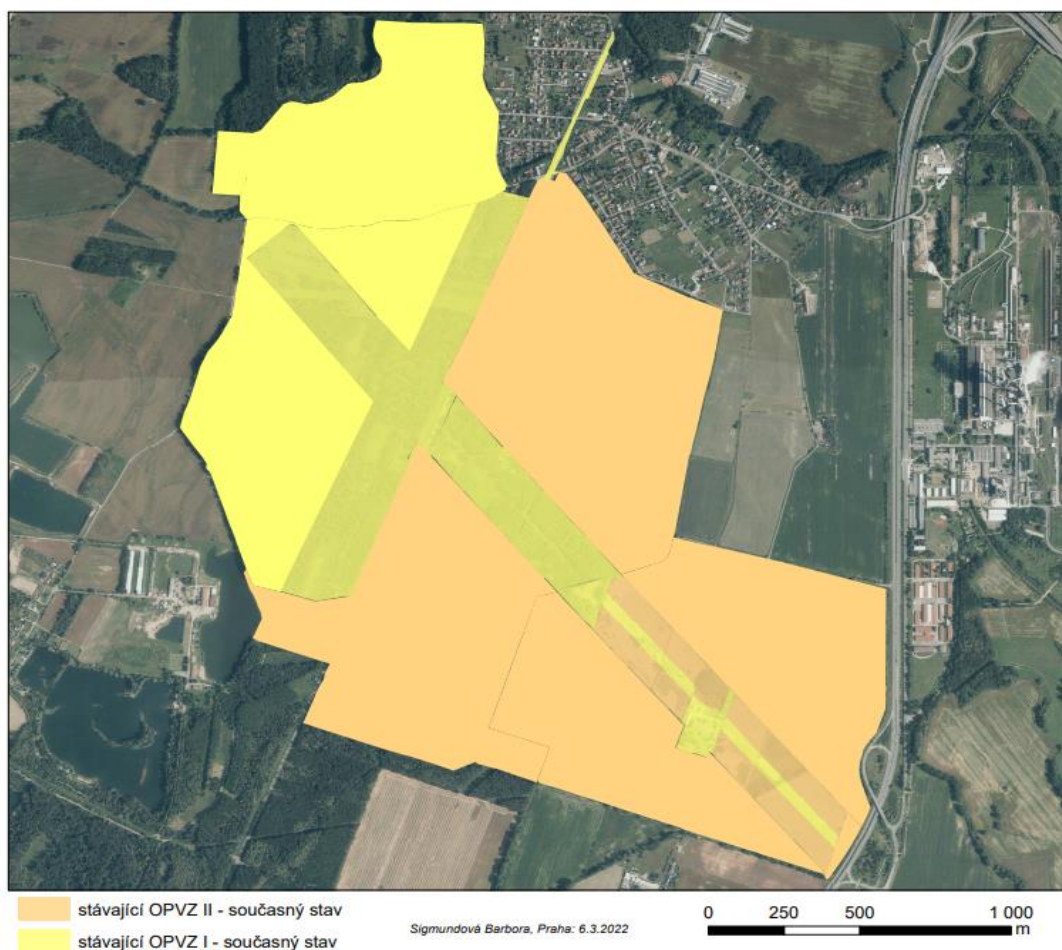 stávající OPVZ II - současný stav
stávající OPVZ I - současný stav
Sigmundová Barbora, Praha: 6.3.2022
0 250 500 1 000
m